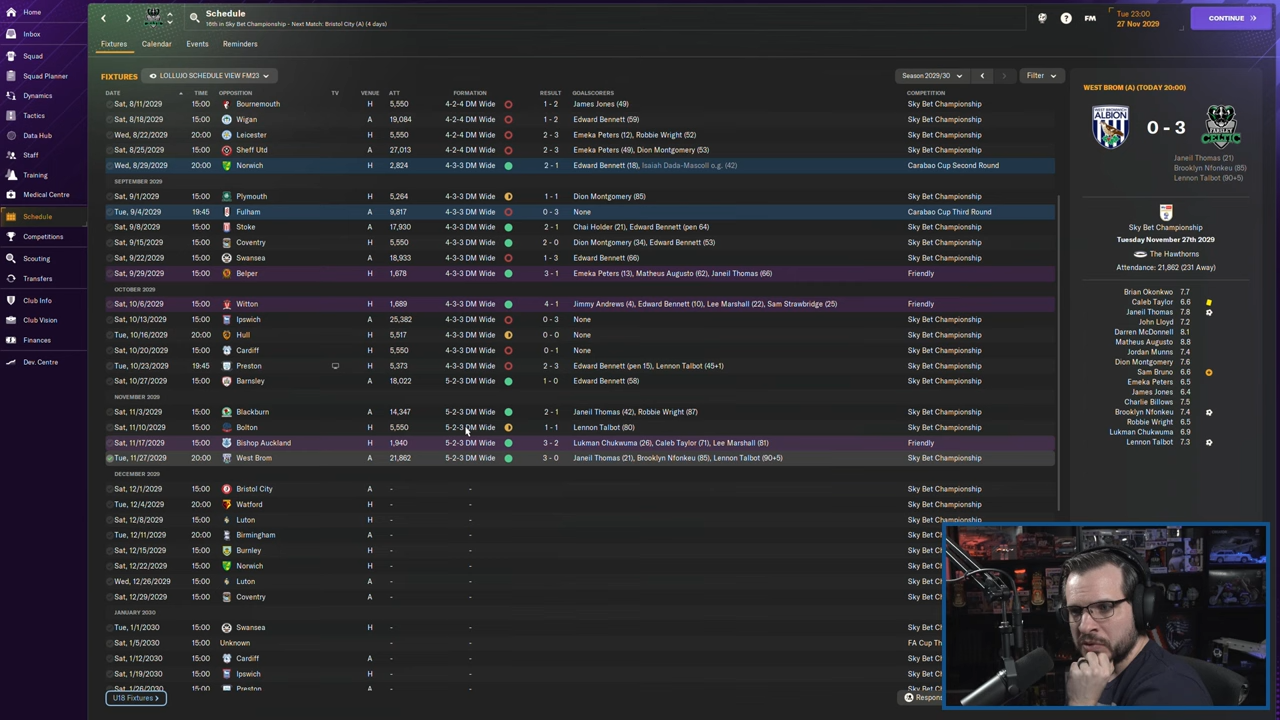 Home
Inbox
Squad
Squad Planner
Dynamics
Tactics
Data Hub
Staff
Training
Medical Centre
Schedule
Competitions
Scouting
Transfers
Club Info
Club Vision
Finances
Dev. Centre
Schedule
16th in Sky Bet Championship - Next Match: Bristol City (A) (4 days)
FM
Tue 23:00
27 Nov 2029
CONTINUE
Fixtures Calendar Events Reminders
FIXTURES LOLLUJO SCHEDULE VIEW FM23 Season 2029/30 Filter
DATE TIME OPPOSITION TV VENUE ATT FORMATION RESULT GOALSCORERS COMPETITION
Sat, 8/11/2029 15:00 Bournemouth H 5,550 4-2-4 DM Wide 1 - 2 James Jones (49) Sky Bet Championship
Sat, 8/18/2029 15:00 Wigan A 19,084 4-2-4 DM Wide 1 - 2 Edward Bennett (59) Sky Bet Championship
Wed, 8/22/2029 20:00 Leicester H 5,550 4-2-4 DM Wide 2 - 3 Emeka Peters (12), Robbie Wright (52) Sky Bet Championship
Sat, 8/25/2029 15:00 Sheff Utd A 27,013 4-2-4 DM Wide 2 - 3 Emeka Peters (49), Dion Montgomery (53) Sky Bet Championship
Wed, 8/29/2029 20:00 Norwich H 2,824 4-3-3 DM Wide 2 - 1 Edward Bennett (18), Isaiah Dada-Mascoll o.g. (42) Carabao Cup Second Round
SEPTEMBER 2029
Sat, 9/1/2029 15:00 Plymouth H 5,264 4-3-3 DM Wide 1 - 1 Dion Montgomery (85) Sky Bet Championship
Tue, 9/4/2029 19:45 Fulham A 9,817 4-3-3 DM Wide 0 - 3 None Carabao Cup Third Round
Sat, 9/8/2029 15:00 Stoke A 17,930 4-3-3 DM Wide 2 - 1 Chai Holder (21), Edward Bennett (pen 64) Sky Bet Championship
Sat, 9/15/2029 15:00 Coventry H 5,550 4-3-3 DM Wide 2 - 0 Dion Montgomery (34), Edward Bennett (53) Sky Bet Championship
Sat, 9/22/2029 15:00 Swansea A 18,933 4-3-3 DM Wide 1 - 3 Edward Bennett (66) Sky Bet Championship
Sat, 9/29/2029 15:00 Belper H 1,678 4-3-3 DM Wide 3 - 1 Emeka Peters (13), Matheus Augusto (62), Janeil Thomas (66) Friendly
OCTOBER 2029
Sat, 10/6/2029 15:00 Witton H 1,689 4-3-3 DM Wide 4 - 1 Jimmy Andrews (4), Edward Bennett (10), Lee Marshall (22), Sam Strawbridge (25) Friendly
Sat, 10/13/2029 15:00 Ipswich A 25,382 4-3-3 DM Wide 0 - 3 None Sky Bet Championship
Tue, 10/16/2029 20:00 Hull H 5,517 4-3-3 DM Wide 0 - 0 None Sky Bet Championship
Sat, 10/20/2029 15:00 Cardiff H 5,550 4-3-3 DM Wide 0 - 1 None Sky Bet Championship
Tue, 10/23/2029 19:45 Preston H 5,373 4-3-3 DM Wide 2 - 3 Edward Bennett (pen 15), Lennon Talbot (45+1) Sky Bet Championship
Sat, 10/27/2029 15:00 Barnsley A 18,022 5-2-3 DM Wide 1 - 0 Edward Bennett (58) Sky Bet Championship
NOVEMBER 2029
Sat, 11/3/2029 15:00 Blackburn A 14,347 5-2-3 DM Wide 2 - 1 Janeil Thomas (42), Robbie Wright (87) Sky Bet Championship
Sat, 11/10/2029 15:00 Bolton H 5,550 5-2-3 DM Wide 1 - 1 Lennon Talbot (80) Sky Bet Championship
Sat, 11/17/2029 15:00 Bishop Auckland H 1,940 5-2-3 DM Wide 3 - 2 Lukman Chukwuma (26), Caleb Taylor (71), Lee Marshall (81) Friendly
Tue, 11/27/2029 20:00 West Brom A 21,862 5-2-3 DM Wide 3 - 0 Janeil Thomas (21), Brooklyn Nfonkeu (85), Lennon Talbot (90+5) Sky Bet Championship
DECEMBER 2029
Sat, 12/1/2029 15:00 Bristol City A - - Sky Bet Championship
Tue, 12/4/2029 20:00 Watford H - - Sky Bet Championship
Sat, 12/8/2029 15:00 Luton H - - Sky Bet Championship
Tue, 12/11/2029 20:00 Birmingham A - - Sky Bet Ch
Sat, 12/15/2029 15:00 Burnley H - - Sky Bet Ch
Sat, 12/22/2029 15:00 Norwich H - - Sky Bet Ch
Wed, 12/26/2029 15:00 Luton A - - Sky Bet Ch
Sat, 12/29/2029 15:00 Coventry A - - Sky Bet Ch
JANUARY 2030
Tue, 1/1/2030 15:00 Swansea H - - Sky Bet Ch
Sat, 1/5/2030 15:00 Unknown - - FA Cup Th
Sat, 1/12/2030 15:00 Cardiff A - - Sky Bet Ch
Sat, 1/19/2030 15:00 Ipswich H - - Sky Bet Ch
Sat, 1/26/2030 15:00 Preston A - - Sky Bet Ch
U18 Fixtures >
Respon
WEST BROM (A) (TODAY 20:00)
ALBION
0 - 3
FARSLEY
CELTIC
Janeil Thomas (21)
Brooklyn Nfonkeu (85)
Lennon Talbot (90+5)
Sky Bet Championship
Tuesday November 27th 2029
The Hawthorns
Attendance: 21,862 (231 Away)
Brian Okonkwo 7.7
Caleb Taylor 6.6
Janeil Thomas 7.8
John Lloyd 7.2
Darren McDonnell 8.1
Matheus Augusto 8.8
Jordan Munns 7.4
Dion Montgomery 7.6
Sam Bruno 6.6
Emeka Peters 6.5
James Jones 6.4
Charlie Billows 7.5
Brooklyn Nfonkeu 7.4
Robbie Wright 6.5
Lukman Chukwuma 6.9
Lennon Talbot 7.3